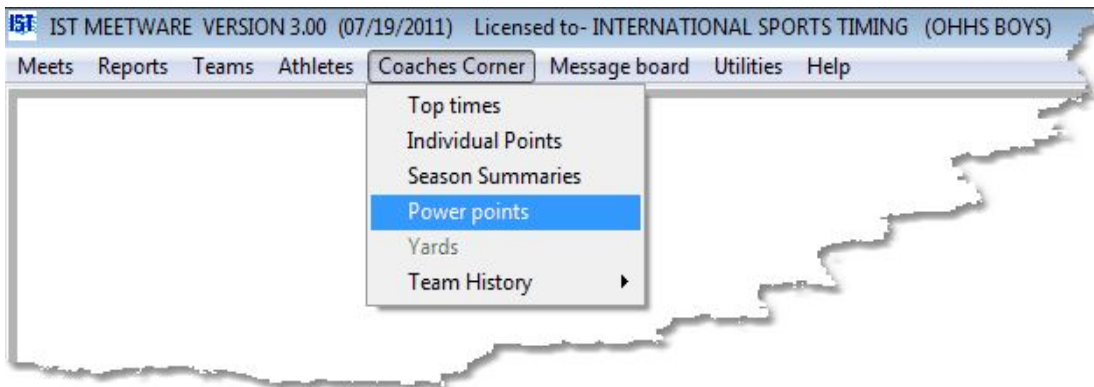 IST IST MEETWARE VERSION 3.00 (07/19/2011) Licensed to- INTERNATIONAL SPORTS TIMING (OHHS BOYS)
Meets Reports Teams Athletes Coaches Corner Message board Utilities Help
Top times
Individual Points
Season Summaries
Power points
Yards
Team History